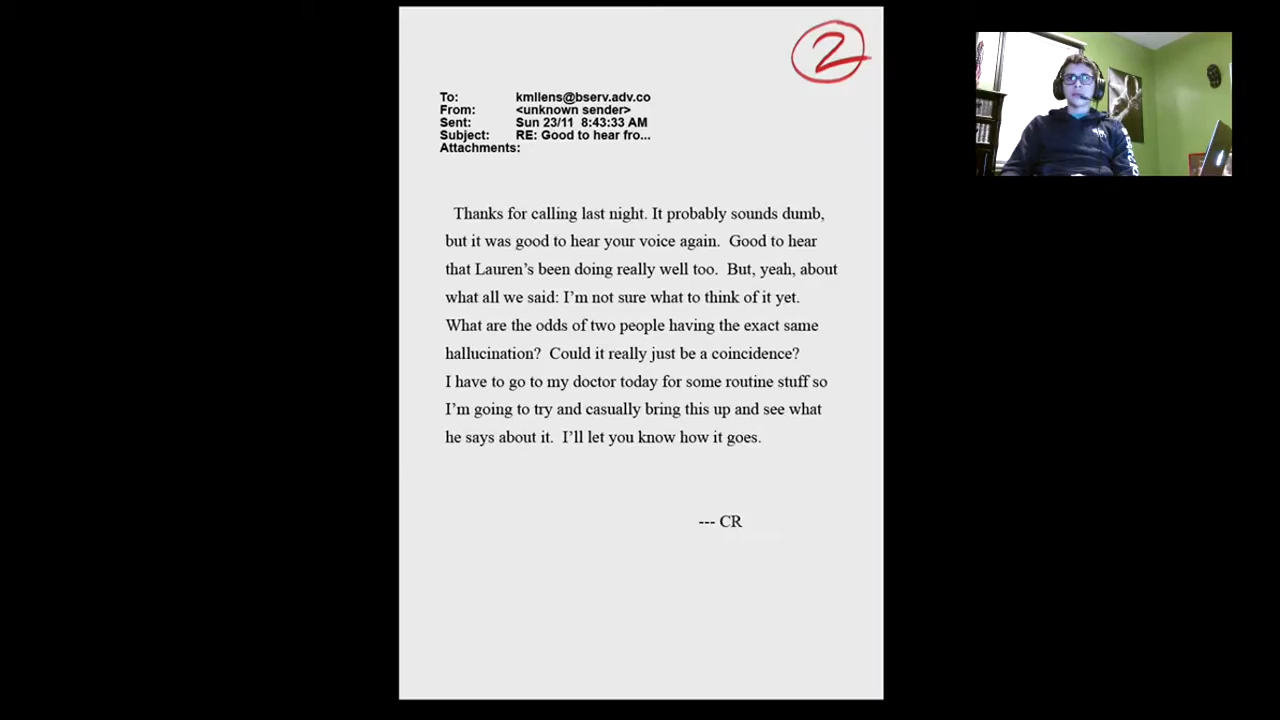 2
To: kmllens@bserv.adv.co
From: <unknown sender>
Sent: Sun 23/11 8:43:33 AM
Subject: RE: Good to hear fro...
Attachments:
Thanks for calling last night. It probably sounds dumb,
but it was good to hear your voice again. Good to hear
that Lauren’s been doing really well too. But, yeah, about
what all we said: I’m not sure what to think of it yet.
What are the odds of two people having the exact same
hallucination? Could it really just be a coincidence?
I have to go to my doctor today for some routine stuff so
I’m going to try and casually bring this up and see what
he says about it. I’ll let you know how it goes.
--- CR